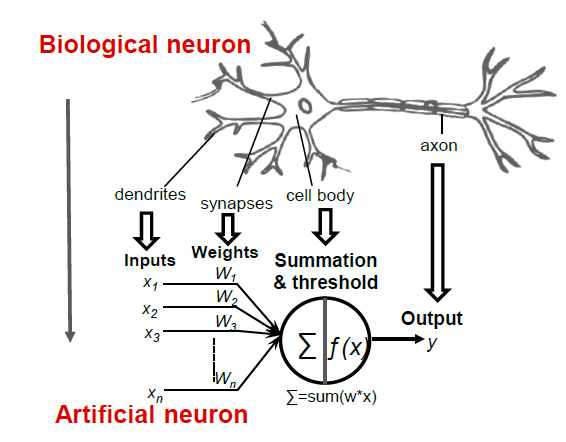 Biological neuron
axon
dendrites
synapses
cell body
Inputs
Weights
Summation
& threshold
x1
W1
x2
W2
x3
W3
xn
Wn
∑
f(x)
Output
y
∑=sum(w*x)
Artificial neuron